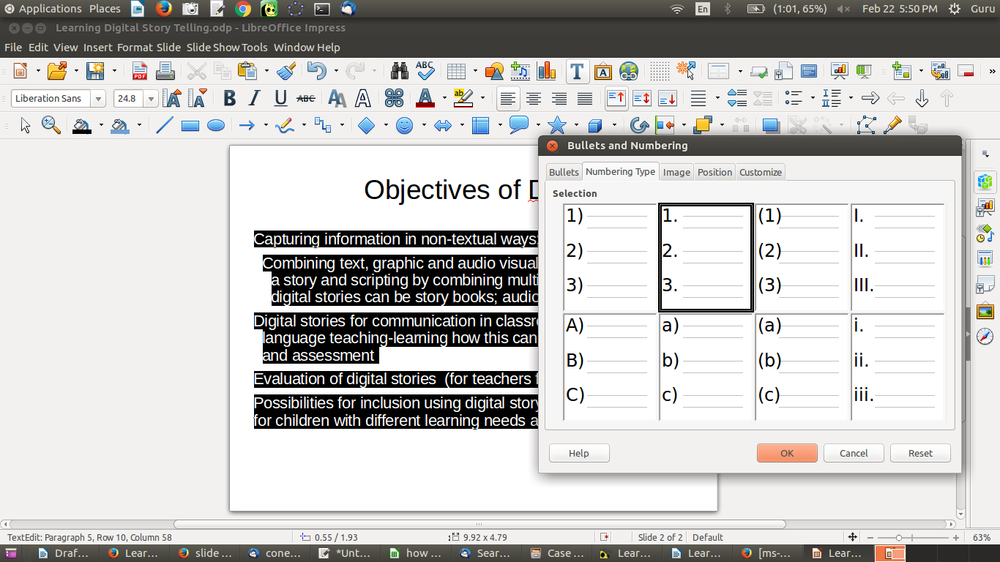 Applications Places En (1:01, 65%) Feb 22 5:50 PM Guru
Learning Digital Story Telling.odp - LibreOffice Impress
File Edit View Insert Format Slide Slide Show Tools Window Help
PDF ABC T A
Liberation Sans 24.8 B I U ABC A A A ab
Bullets and Numbering
Bullets Numbering Type Image Position Customize
Selection
1) 1. (1) I.
2) 2. (2) II.
3) 3. (3) III.
A) a) (a) i.
B) b) (b) ii.
C) c) (c) iii.
Help OK Cancel Reset
Objectives of D
Capturing information in non-textual ways:
Combining text, graphic and audio visual
a story and scripting by combining multi
digital stories can be story books; audio
Digital stories for communication in classro
language teaching-learning how this can
and assessment
Evaluation of digital stories (for teachers f
Possibilities for inclusion using digital story
for children with different learning needs a
TextEdit: Paragraph 5, Row 10, Column 58 0.55 / 1.93 9.92 x 4.79 Slide 2 of 2 Default 63%
Draf... Lear... slide ... cone... *Unt... how ... Sear... Case ... Lear... Lear... [ms-... Lear...